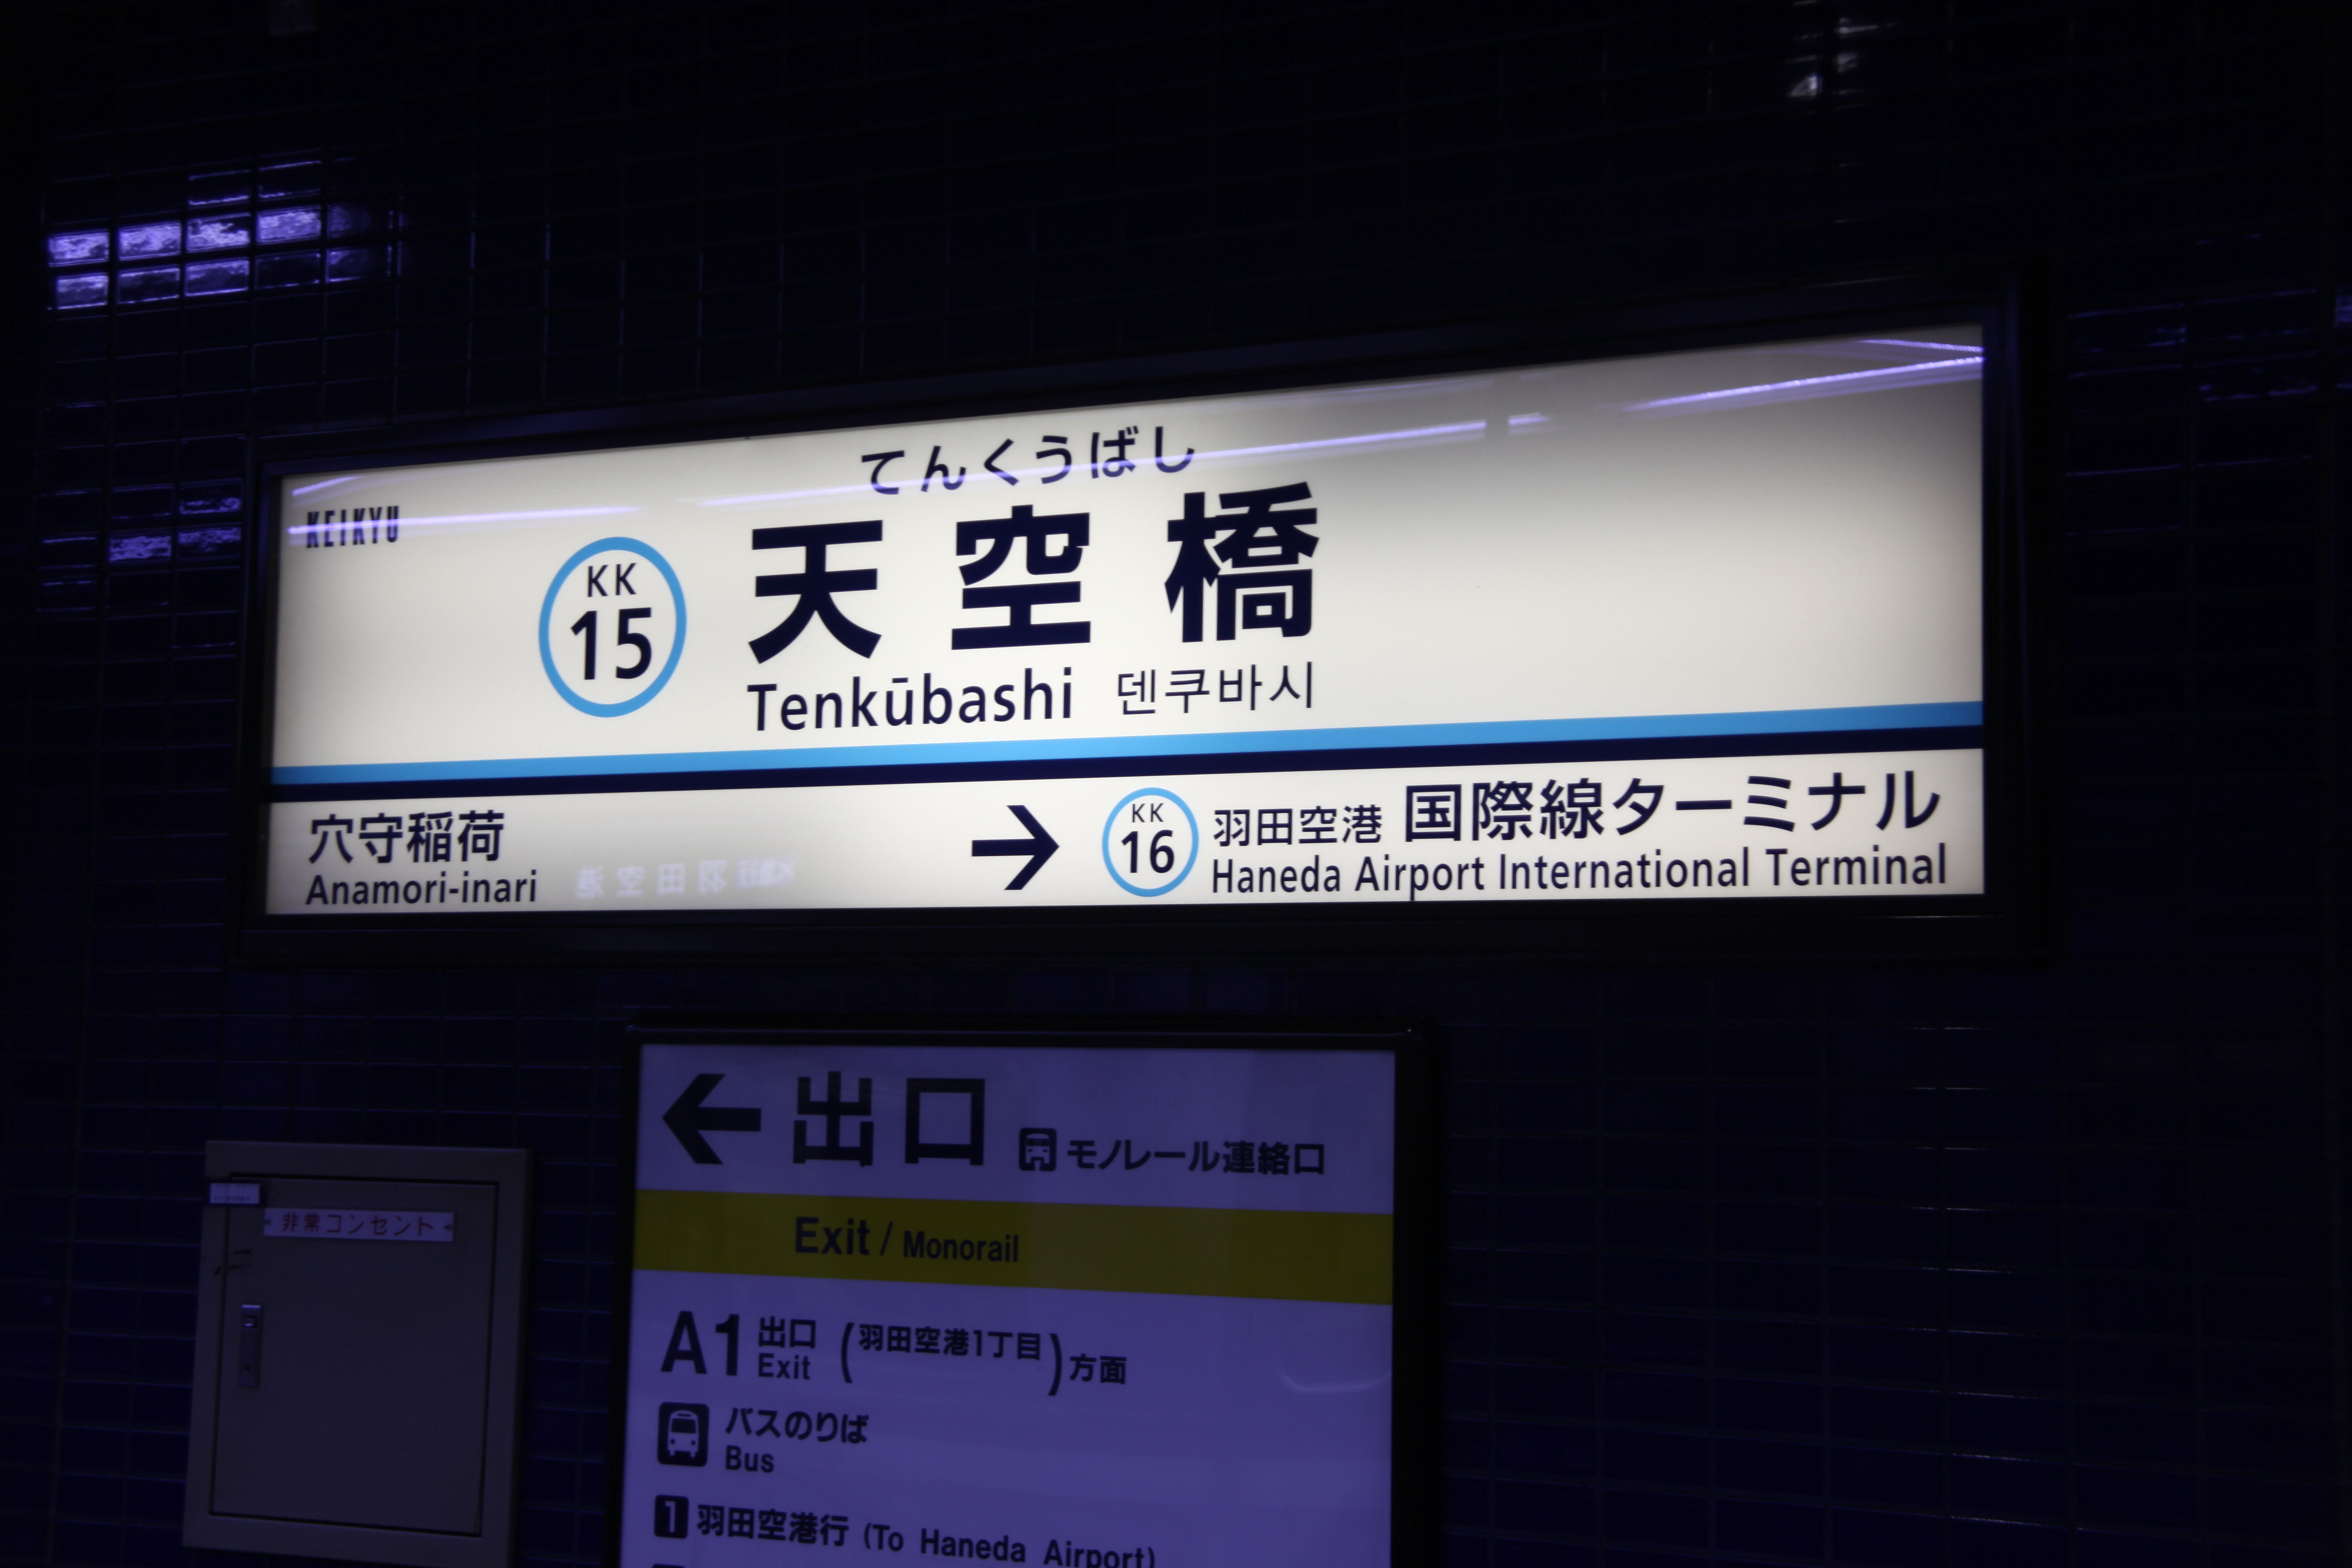 KEIKYU
てんくうばし
KK
15
天空橋
Tenkūbashi 덴쿠바시
穴守稲荷
Anamori-inari
→
KK
16
羽田空港 国際線ターミナル
Haneda Airport International Terminal
← 出口 モノレール連絡口
Exit / Monorail
A1 出口 Exit (羽田空港1丁目) 方面
バスのりば
Bus
1 羽田空港行 (To Haneda Airport)
非常コンセント